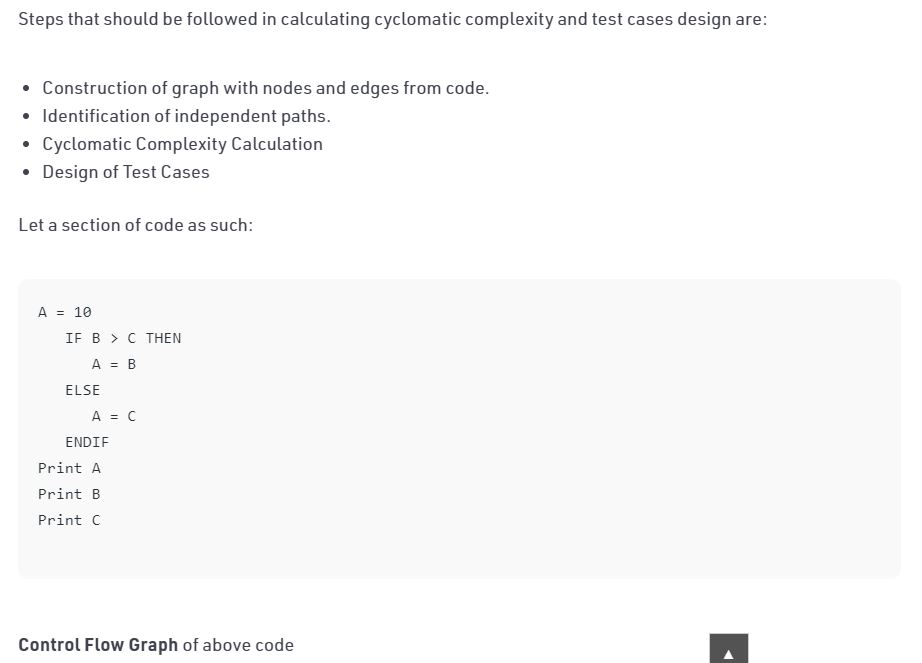 Steps that should be followed in calculating cyclomatic complexity and test cases design are:
• Construction of graph with nodes and edges from code.
• Identification of independent paths.
• Cyclomatic Complexity Calculation
• Design of Test Cases
Let a section of code as such:
A = 10
   IF B > C THEN
      A = B
   ELSE
      A = C
   ENDIF
Print A
Print B
Print C
Control Flow Graph of above code